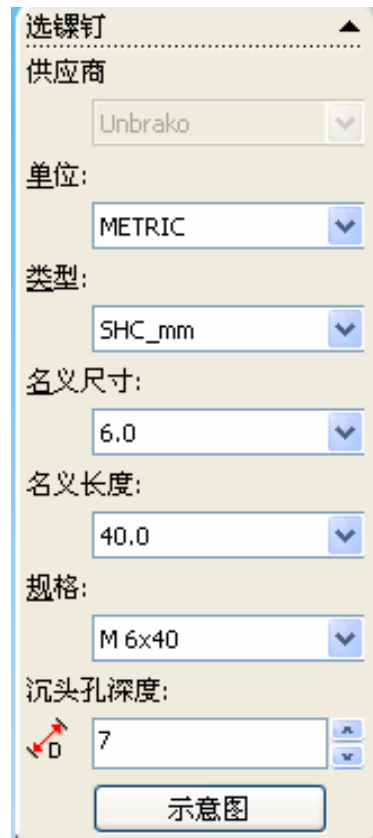 选镙钉
供应商
Unbrako
单位:
METRIC
类型:
SHC_mm
名义尺寸:
6.0
名义长度:
40.0
规格:
M 6x40
沉头孔深度:
D
7
示意图